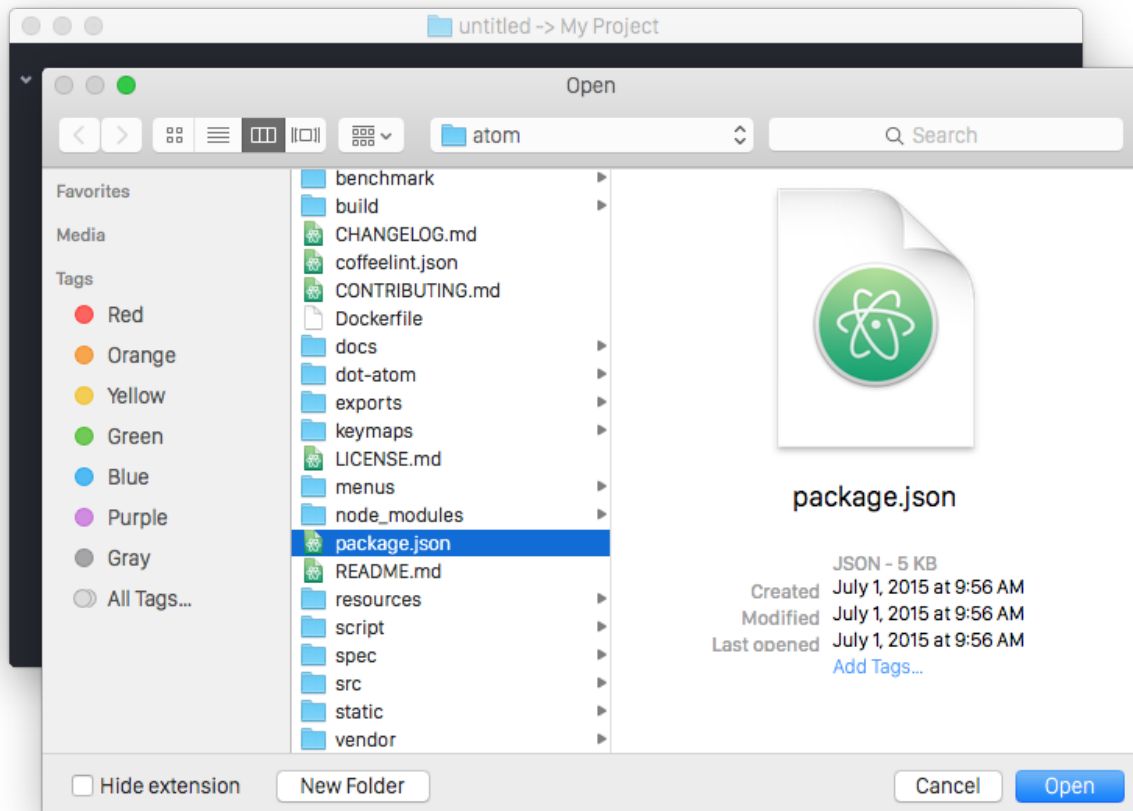 untitled -> My Project
Open
atom
Search
Favorites
Media
Tags
Red
Orange
Yellow
Green
Blue
Purple
Gray
All Tags...
benchmark
build
CHANGELOG.md
coffeelint.json
CONTRIBUTING.md
Dockerfile
docs
dot-atom
exports
keymaps
LICENSE.md
menus
node_modules
package.json
README.md
resources
script
spec
src
static
vendor
package.json
JSON - 5 KB
Created July 1, 2015 at 9:56 AM
Modified July 1, 2015 at 9:56 AM
Last opened July 1, 2015 at 9:56 AM
Add Tags...
Hide extension
New Folder
Cancel
Open